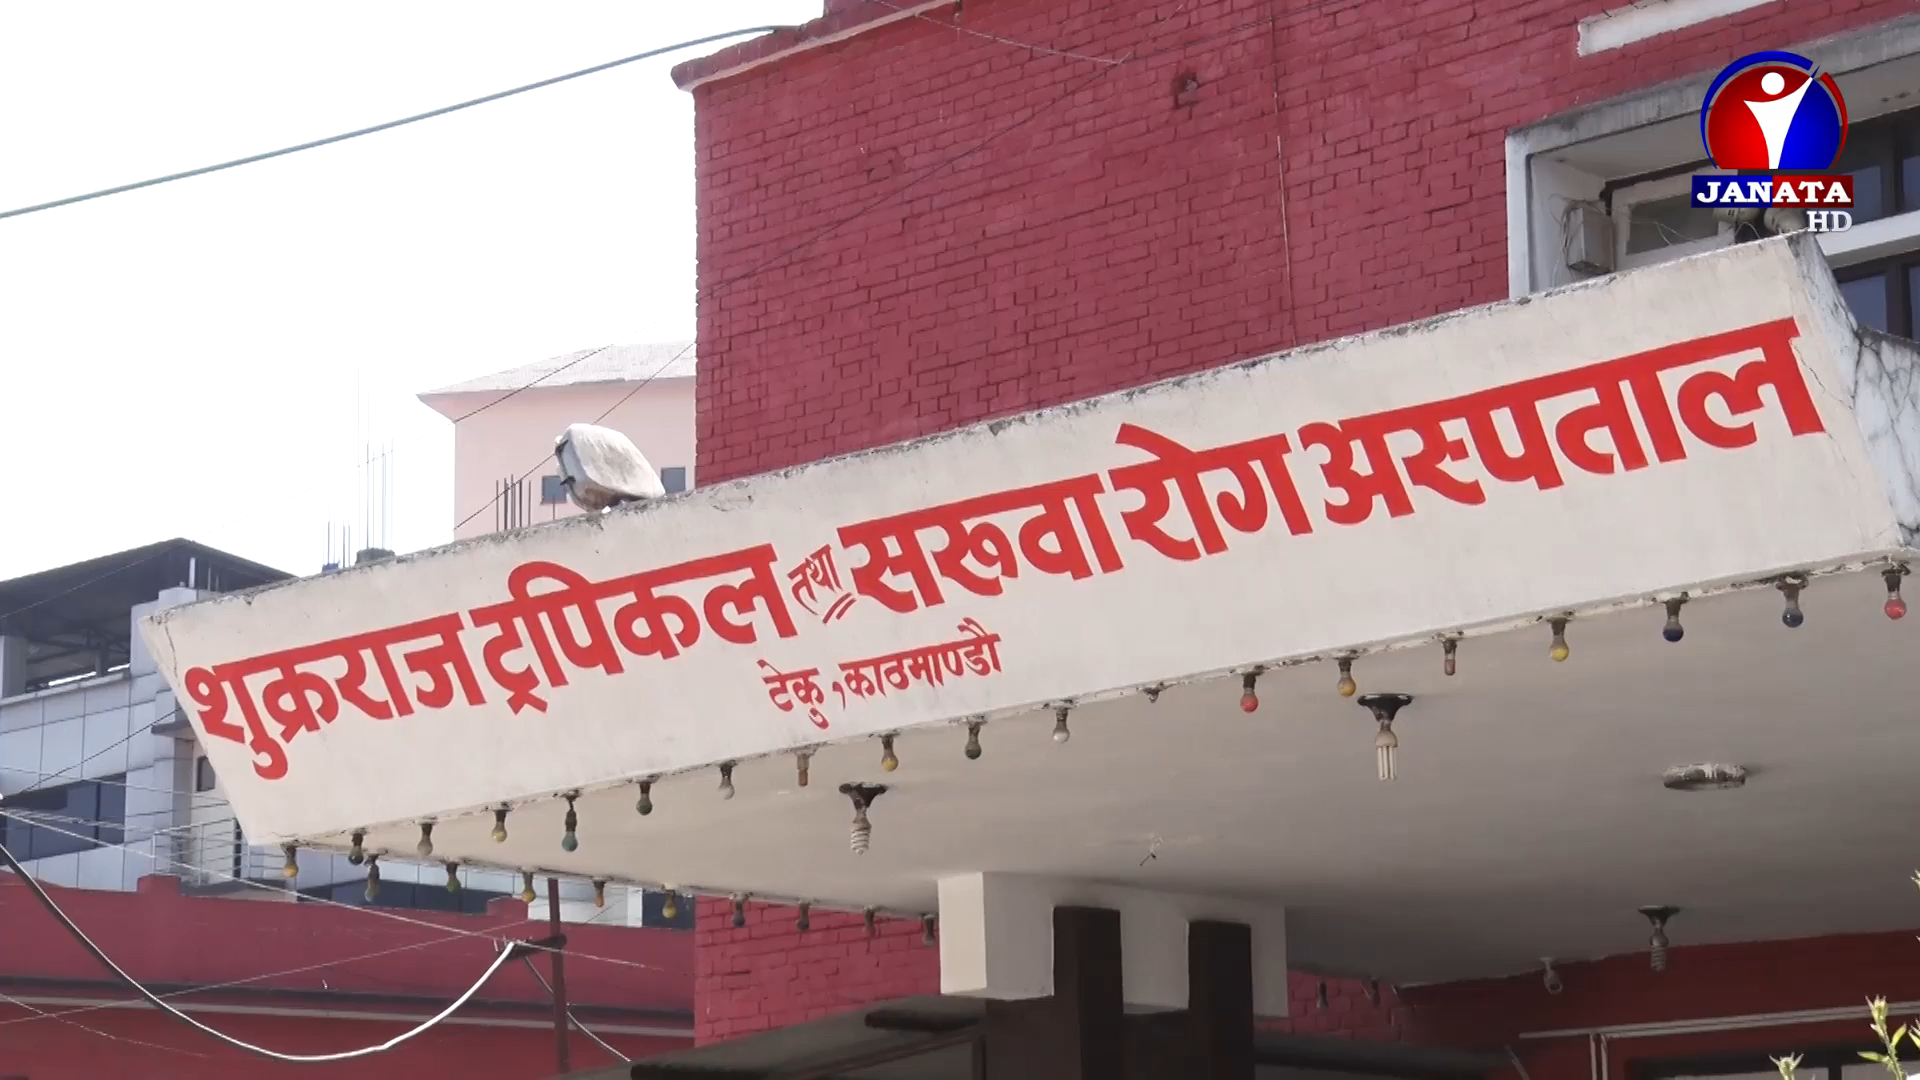 JANATA
HD
शुक्रराज ट्रपिकल तथा सरूवा रोग अस्पताल
टेकु, काठमाण्डौ